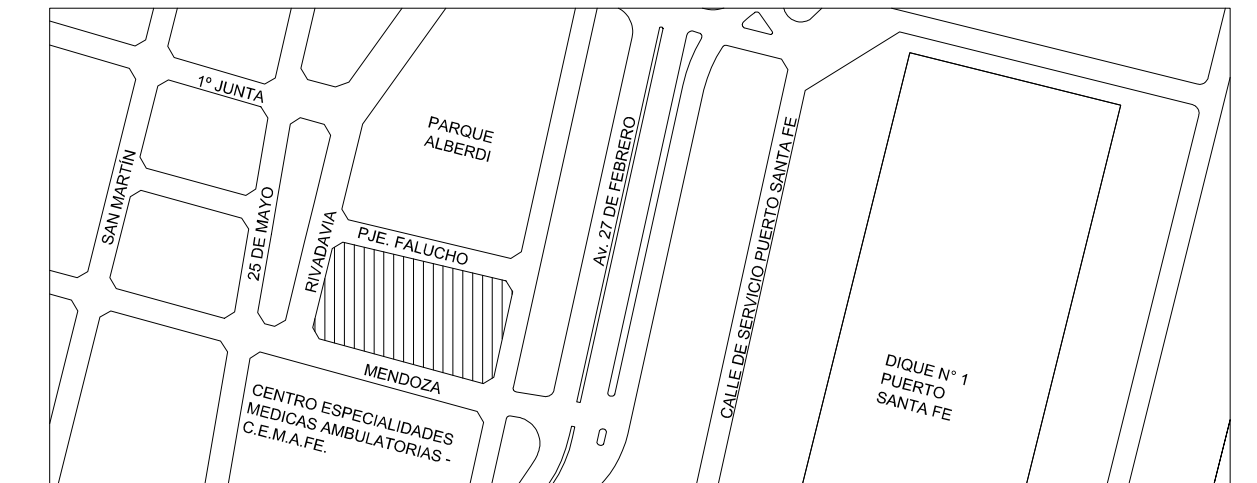 1º JUNTA
PARQUE
ALBERDI
SAN MARTÍN
25 DE MAYO
RIVADAVIA
PJE. FALUCHO
Av. 27 DE FEBRERO
CALLE DE SERVICIO PUERTO SANTA FE
MENDOZA
DIQUE N° 1
PUERTO
SANTA FE
CENTRO ESPECIALIDADES
MEDICAS AMBULATORIAS -
C.E.M.A.FE.